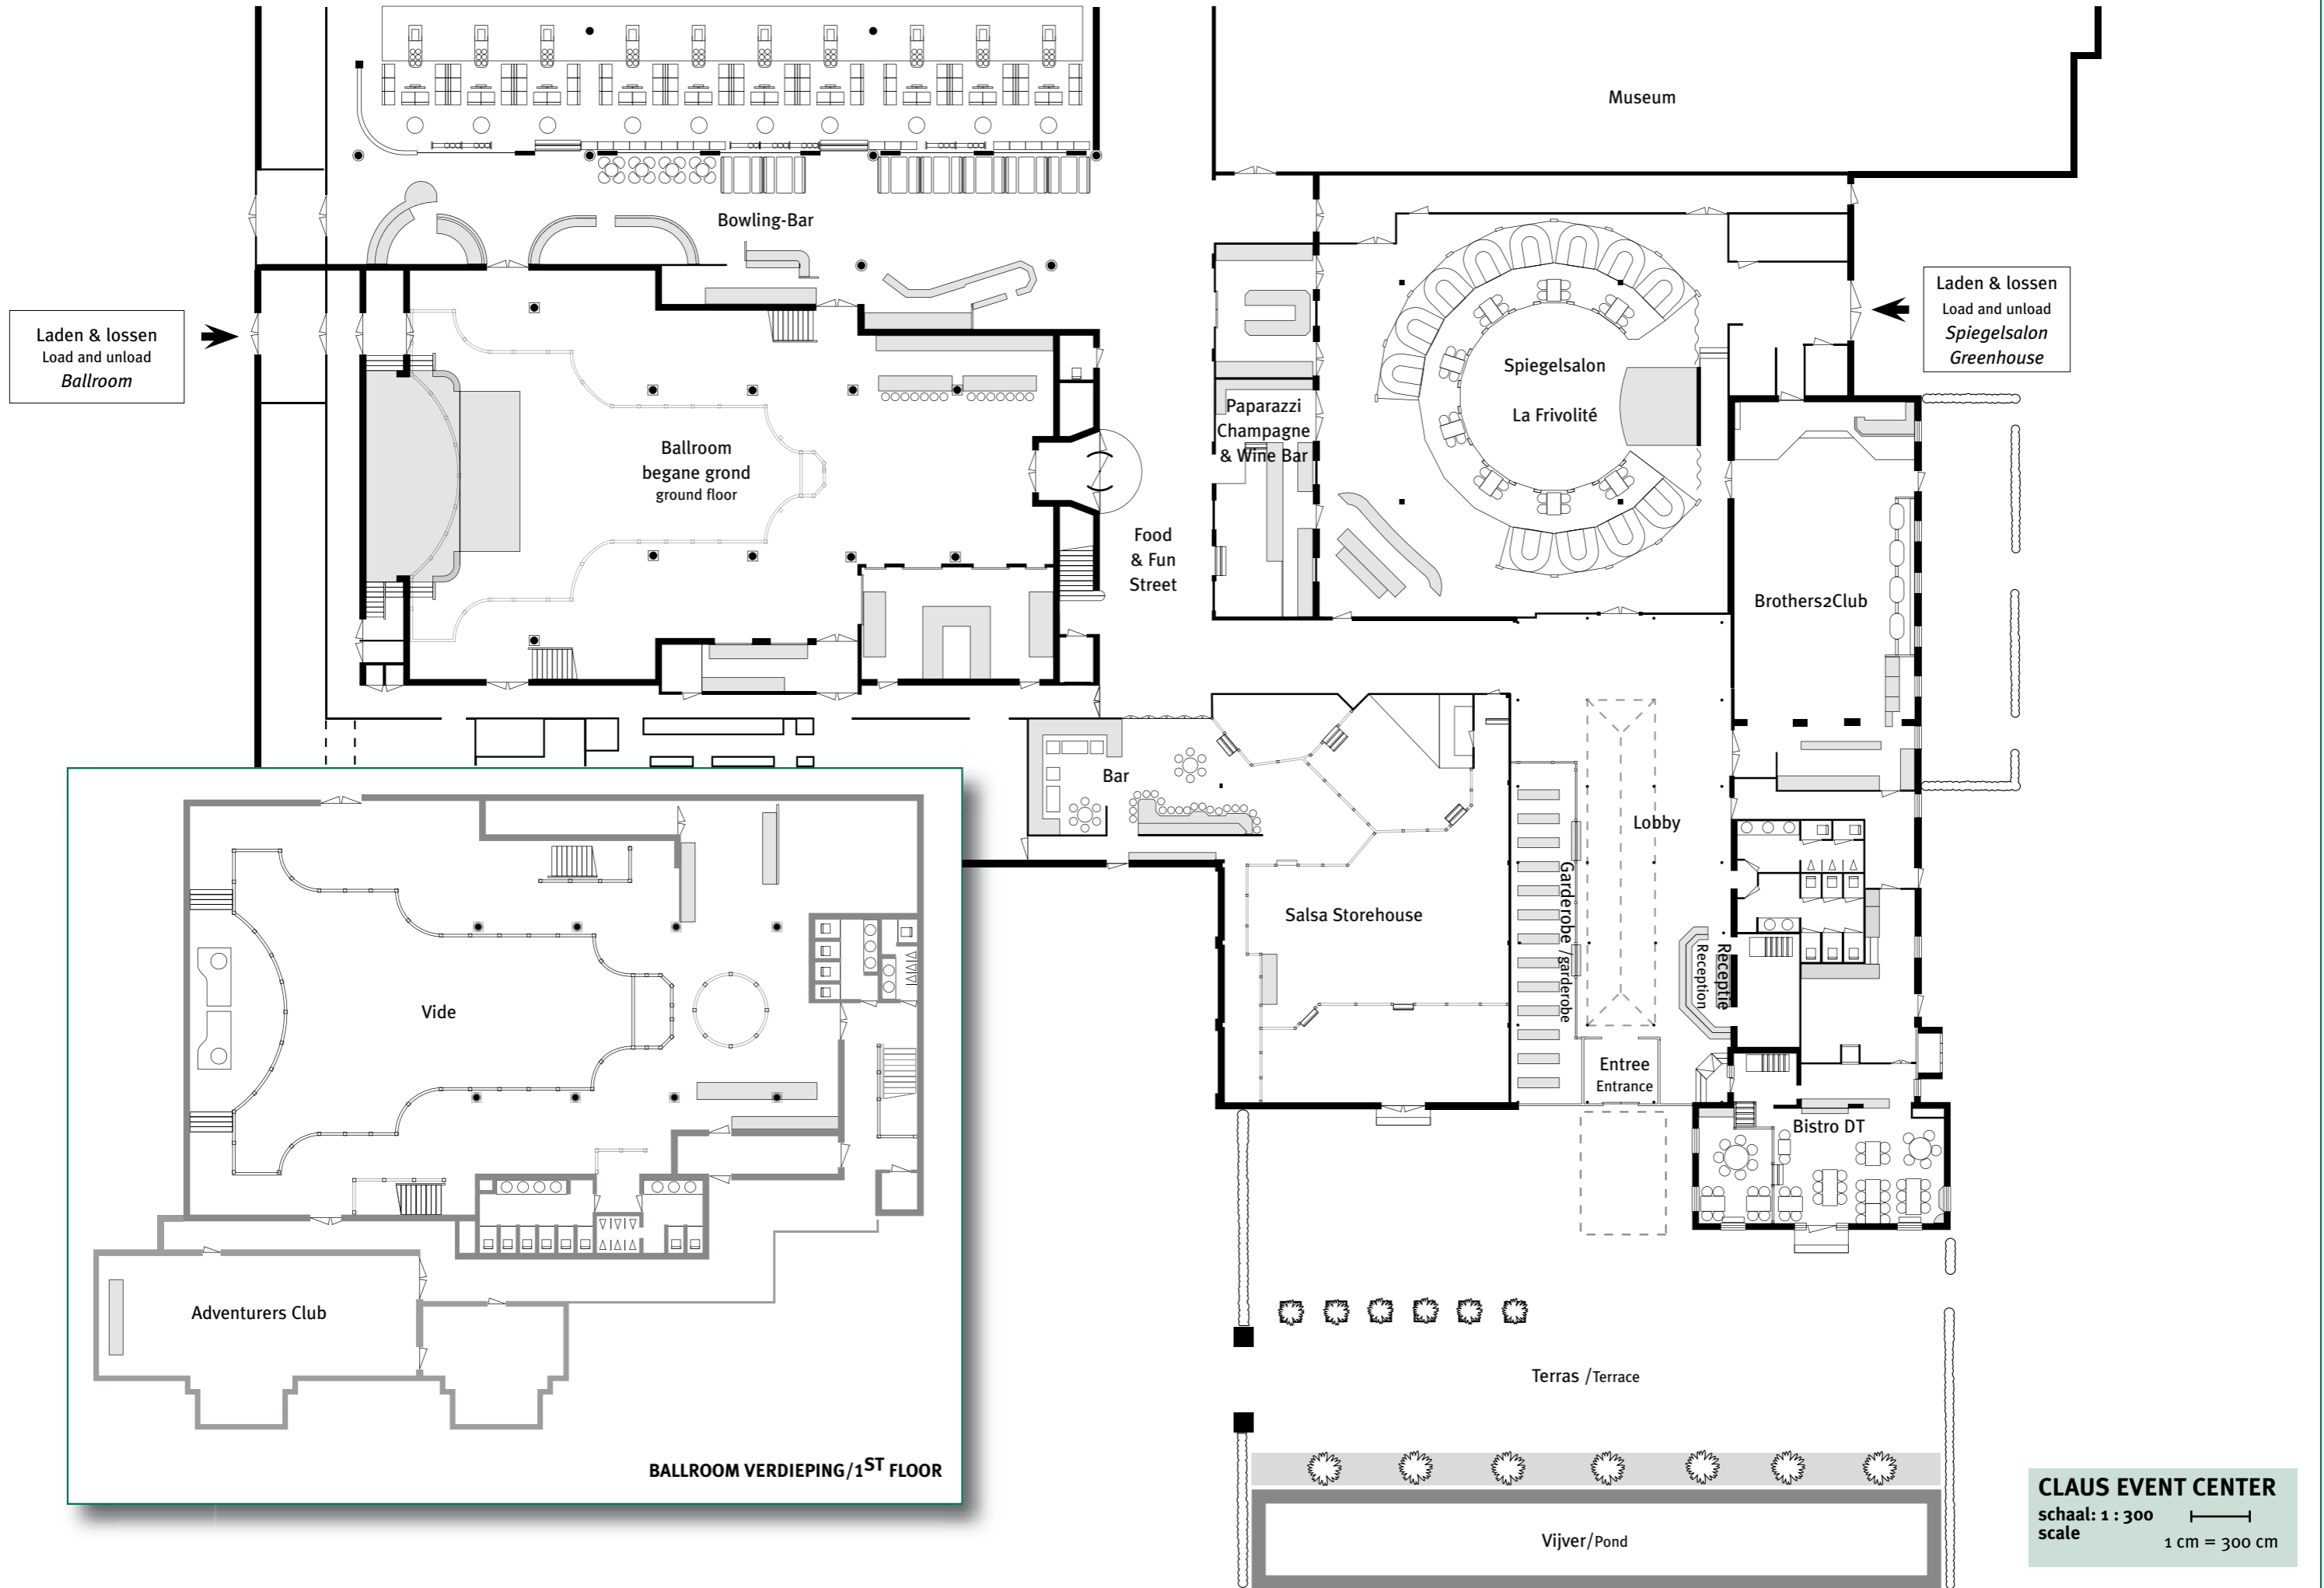 Museum
Bowling-Bar
Laden & lossen
Load and unload
Ballroom
Laden & lossen
Load and unload
Spiegelsalon
Greenhouse
Spiegelsalon
La Frivolité
Paparazzi
Champagne
& Wine Bar
Ballroom
begane grond
ground floor
Food
& Fun
Street
Brothers2Club
Bar
Lobby
Salsa Storehouse
Garderobe /garderobe
Receptie
Reception
Entree
Entrance
Bistro DT
Vide
Adventurers Club
BALLROOM VERDIEPING/1ST FLOOR
Terras /Terrace
Vijver/Pond
CLAUS EVENT CENTER
schaal: 1 : 300
scale
1 cm = 300 cm